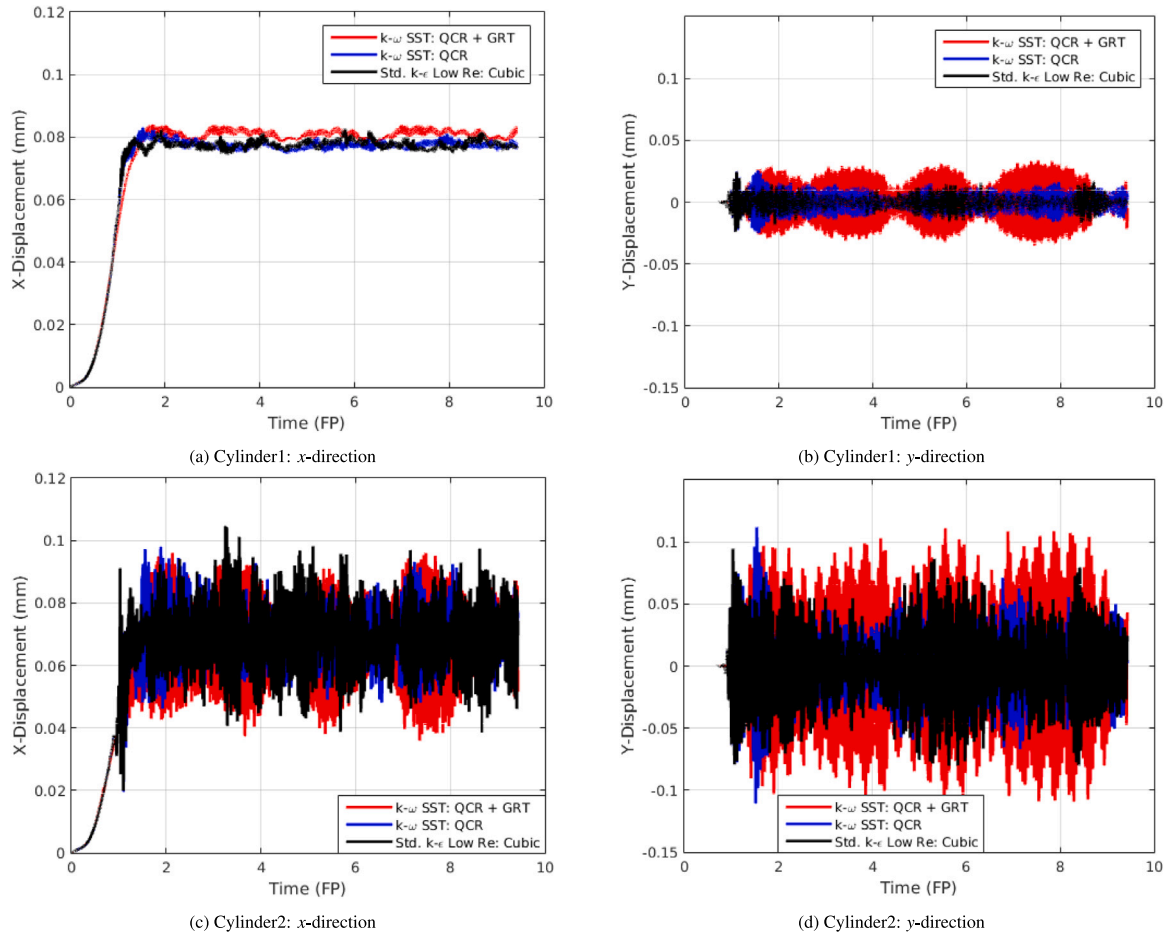 0.12
0.1
0.08
0.06
0.04
0.02
0
X-Displacement (mm)
k-ω SST: QCR + GRT
k-ω SST: QCR
Std. k-ϵ Low Re: Cubic
0 2 4 6 8 10
Time (FP)
(a) Cylinder1: x-direction
0.1
0.05
0
-0.05
-0.1
-0.15
Y-Displacement (mm)
k-ω SST: QCR + GRT
k-ω SST: QCR
Std. k-ϵ Low Re: Cubic
0 2 4 6 8 10
Time (FP)
(b) Cylinder1: y-direction
0.12
0.1
0.08
0.06
0.04
0.02
0
X-Displacement (mm)
k-ω SST: QCR + GRT
k-ω SST: QCR
Std. k-ϵ Low Re: Cubic
0 2 4 6 8 10
Time (FP)
(c) Cylinder2: x-direction
0.1
0.05
0
-0.05
-0.1
-0.15
Y-Displacement (mm)
k-ω SST: QCR + GRT
k-ω SST: QCR
Std. k-ϵ Low Re: Cubic
0 2 4 6 8 10
Time (FP)
(d) Cylinder2: y-direction